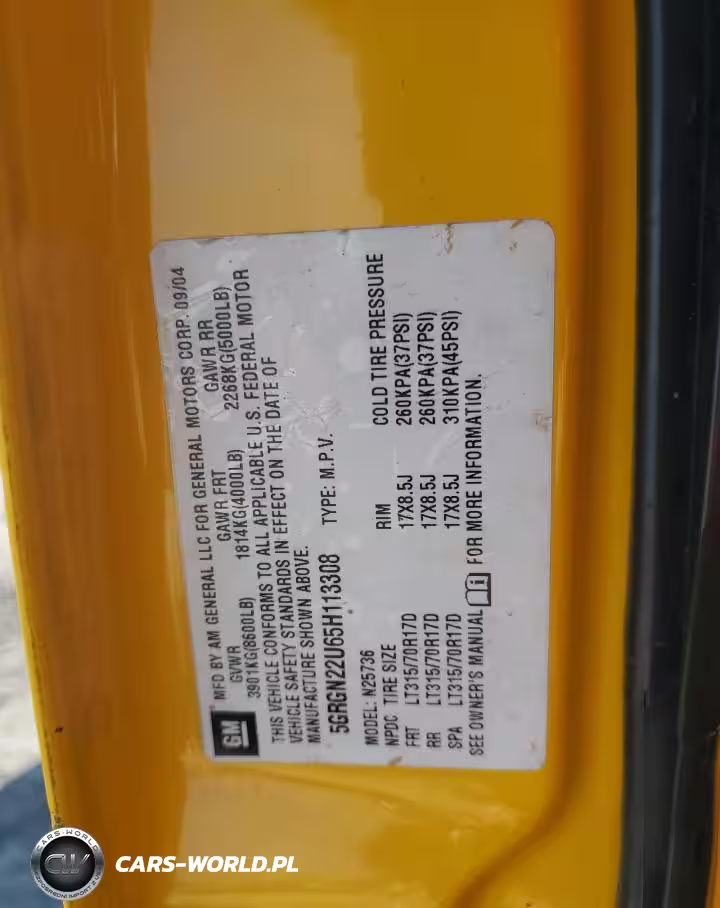 GM
MFD BY AM GENERAL LLC FOR GENERAL MOTORS CORP. 09/04
GVWR GAWR FRT GAWR RR
3901KG(8600LB) 1814KG(4000LB) 2268KG(5000LB)
THIS VEHICLE CONFORMS TO ALL APPLICABLE U.S. FEDERAL MOTOR
VEHICLE SAFETY STANDARDS IN EFFECT ON THE DATE OF
MANUFACTURE SHOWN ABOVE.
5GRGN22U65H113308 TYPE: M.P.V.
MODEL: N25736
NPDC TIRE SIZE RIM COLD TIRE PRESSURE
FRT LT315/70R17D 17X8.5J 260KPA(37PSI)
RR LT315/70R17D 17X8.5J 260KPA(37PSI)
SPA LT315/70R17D 17X8.5J 310KPA(45PSI)
SEE OWNER'S MANUAL FOR MORE INFORMATION.
CARS-WORLD
CW
CARS-WORLD.PL